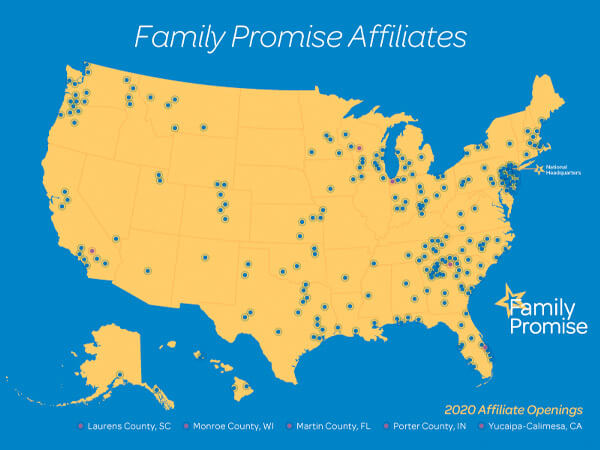 Family Promise Affiliates
National
Headquarters
Family
Promise
2020 Affiliate Openings
Laurens County, SC Monroe County, WI Martin County, FL Porter County, IN Yucaipa-Calimesa, CA